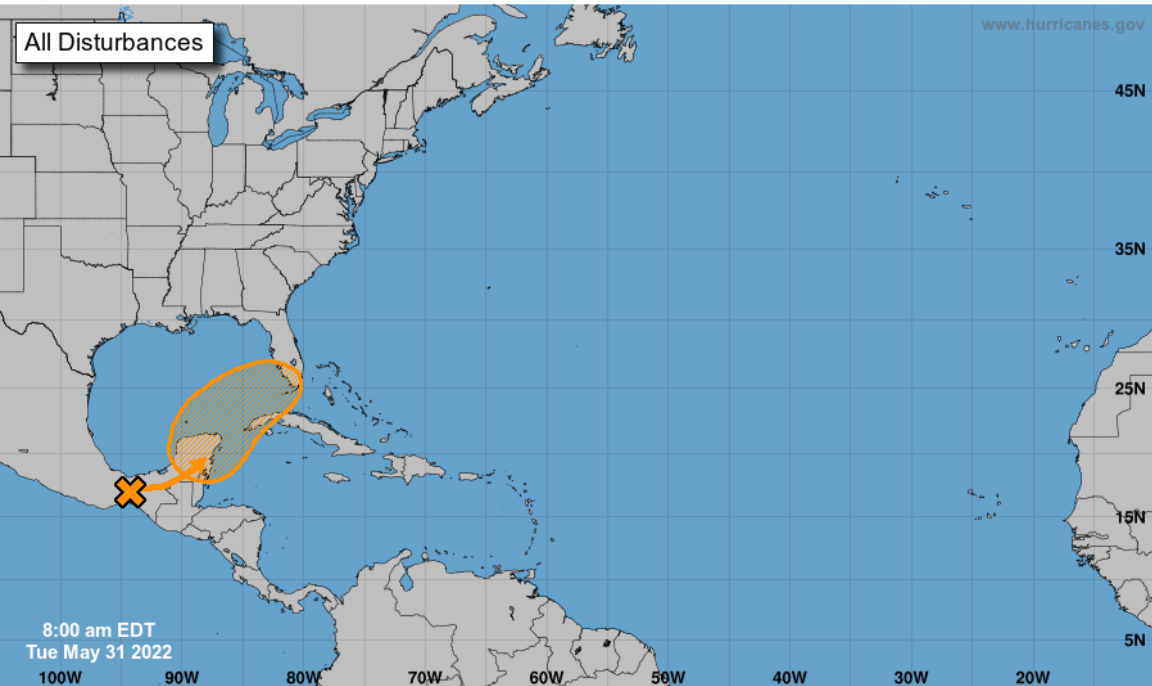 All Disturbances
www.hurricanes.gov
45N
35N
25N
15N
5N
8:00 am EDT
Tue May 31 2022
100W 90W 80W 70W 60W 50W 40W 30W 20W